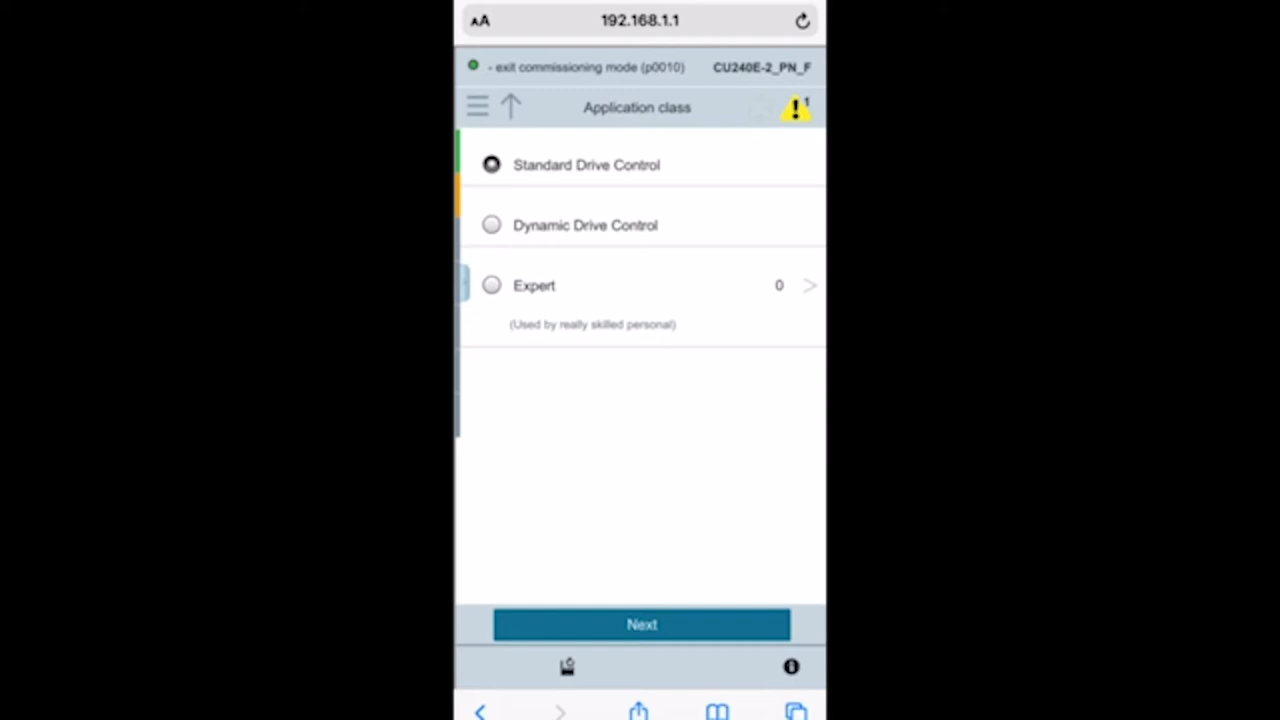 AA 192.168.1.1
- exit commissioning mode (p0010) CU240E-2_PN_F
Application class 1
Standard Drive Control
Dynamic Drive Control
Expert 0
(Used by really skilled personal)
Next